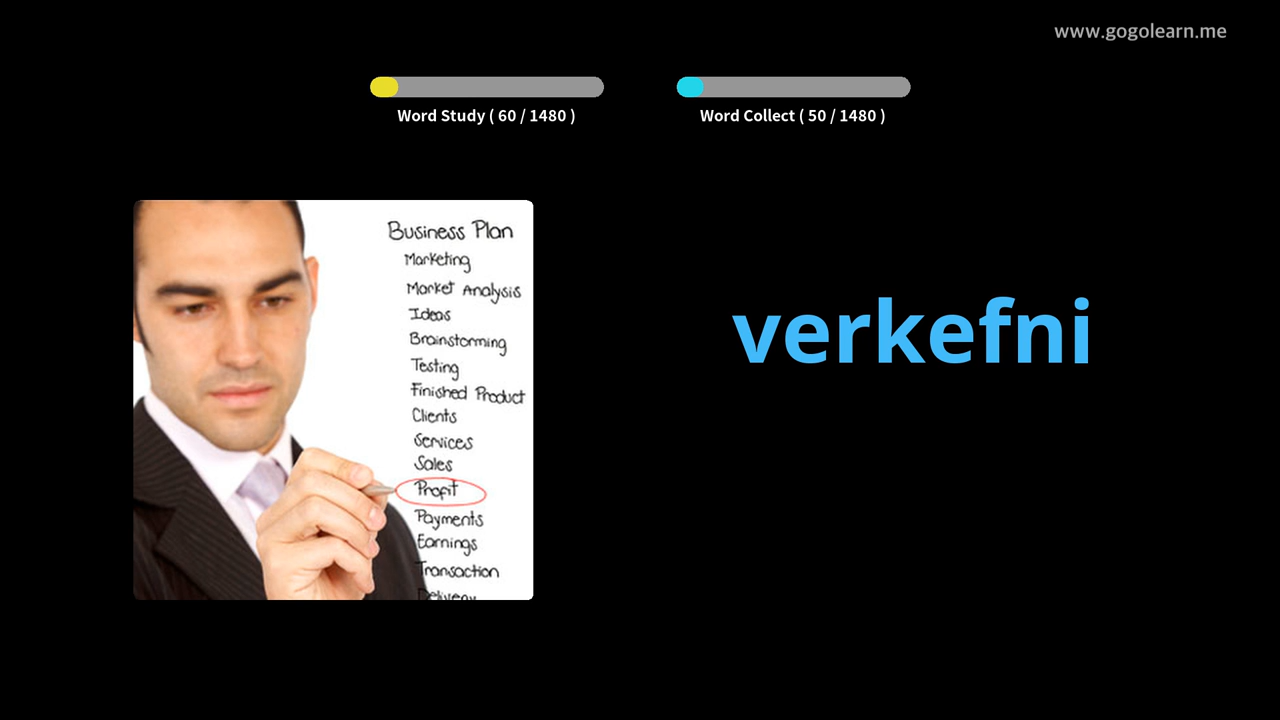 www.gogolearn.me
Word Study ( 60 / 1480 )
Word Collect ( 50 / 1480 )
Business Plan
Marketing
Market Analysis
Ideas
Brainstorming
Testing
Finished Product
Clients
Services
Sales
Profit
Payments
Earnings
Transaction
Delivery
verkefni